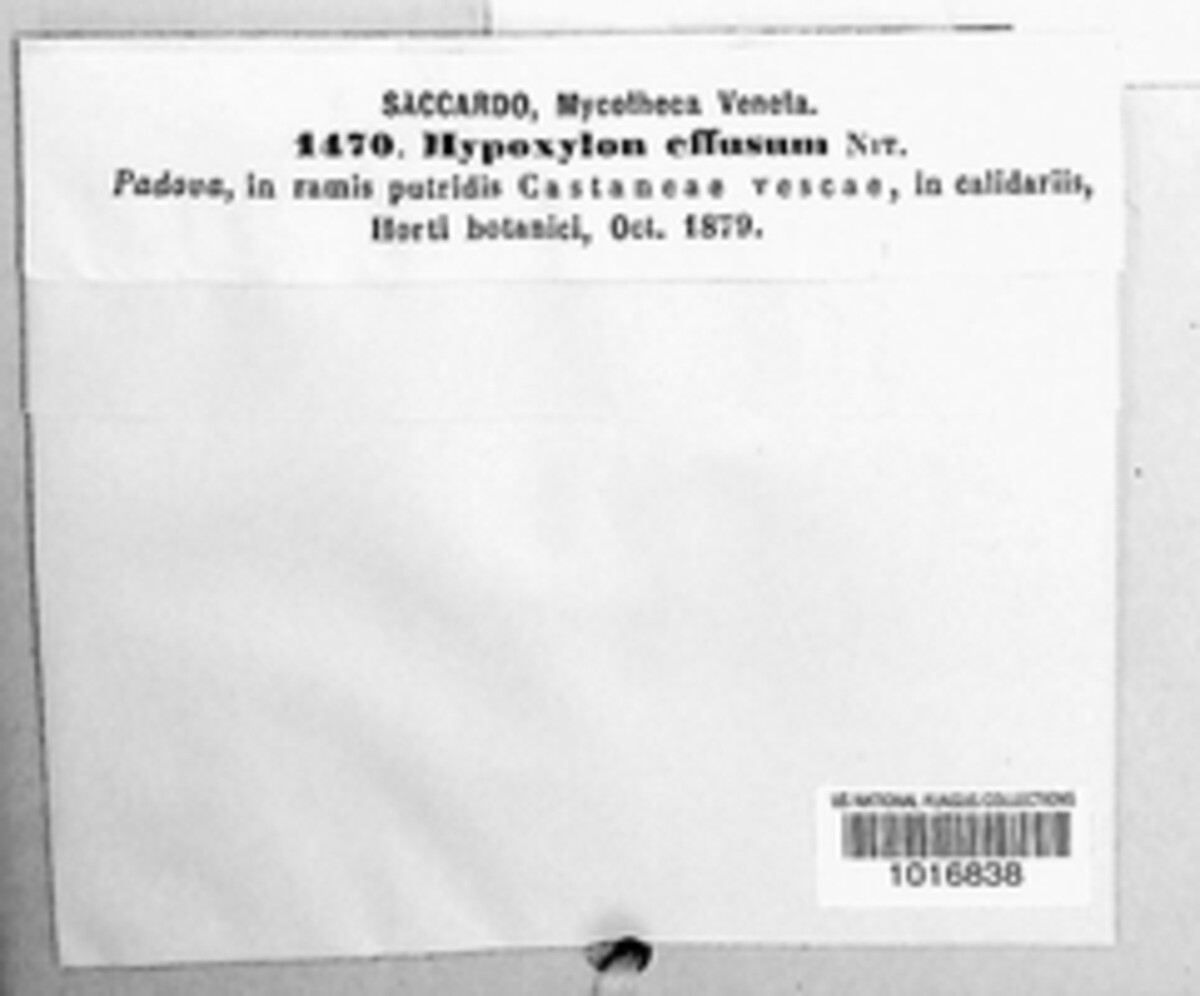 SACCARDO, Mycotheca Veneta.
1470. Hypoxylon effusum NIT.
Padova, in ramis putridis Castaneae vescae, in calidariis,
Horti botanici, Oct. 1879.
US NATIONAL FUNGUS COLLECTIONS
1016838